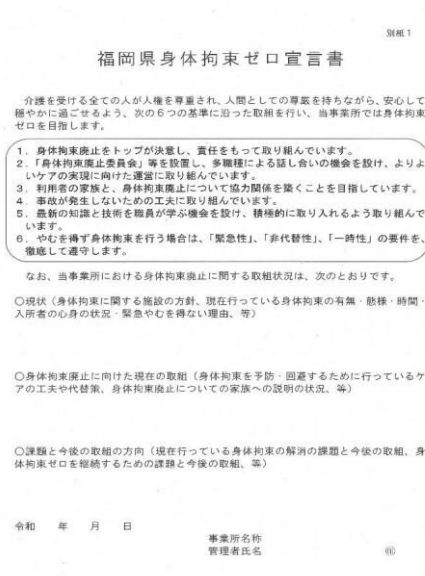 別紙１
福岡県身体拘束ゼロ宣言書
介護を受ける全ての人が人権を尊重され、人間としての尊厳を持ちながら、安心して
穏やかに過ごせるよう、次の６つの基準に沿った取組を行い、当事業所では身体拘束
ゼロを目指します。
１．身体拘束廃止をトップが決意し、責任をもって取り組んでいます。
２．「身体拘束廃止委員会」等を設置し、多職種による話し合いの機会を設け、よりよ
いケアの実現に向けた運営に取り組んでいます。
３．利用者の家族と、身体拘束廃止について協力関係を築くことを目指しています。
４．事故が発生しないための工夫に取り組んでいます。
５．最新の知識と技術を職員が学ぶ機会を設け、積極的に取り入れるよう取り組んで
います。
６．やむを得ず身体拘束を行う場合は、「緊急性」、「非代替性」、「一時性」の要件を、
徹底して遵守します。
なお、当事業所における身体拘束廃止に関する取組状況は、次のとおりです。
○現状（身体拘束に関する施設の方針、現在行っている身体拘束の有無・態様・時間・
入所者の心身の状況・緊急やむを得ない理由、等）
○身体拘束廃止に向けた現在の取組（身体拘束を予防・回避するために行っているケ
アの工夫や代替策、身体拘束廃止についての家族への説明の状況、等）
○課題と今後の取組の方向（現在行っている身体拘束の解消の課題と今後の取組、身
体拘束ゼロを継続するための課題と今後の取組、等）
令和　年　月　日
事業所名称
管理者氏名　㊞